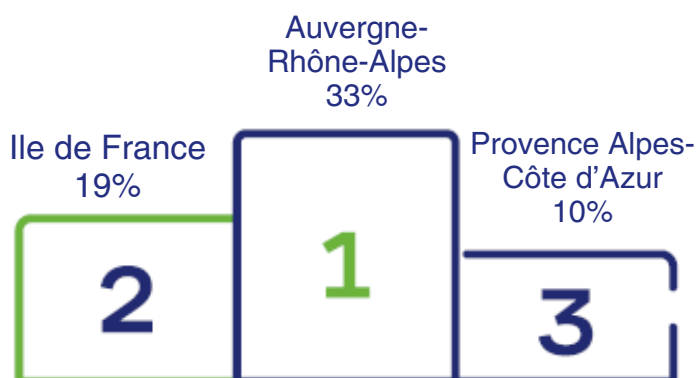 Auvergne-
Rhône-Alpes
33%
Ile de France
19%
Provence Alpes-
Côte d'Azur
10%
2
1
3